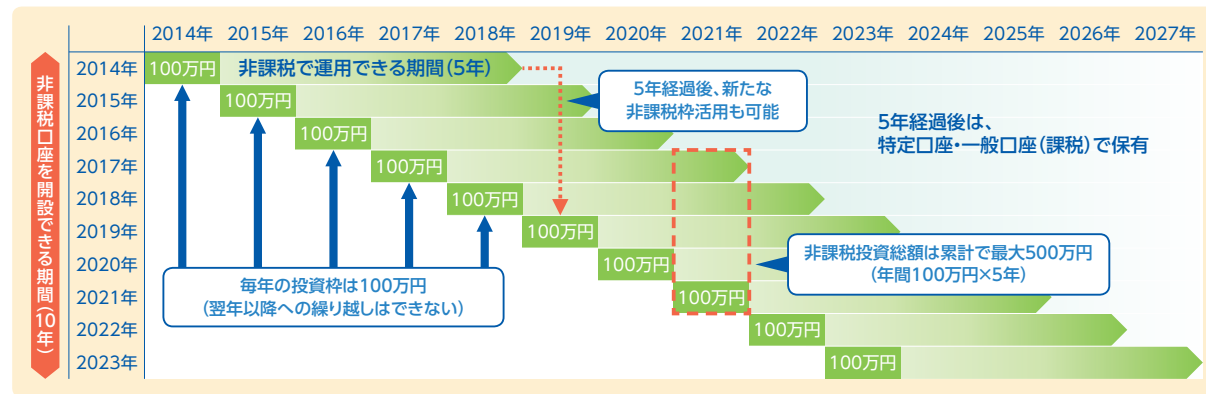 2014年 2015年 2016年 2017年 2018年 2019年 2020年 2021年 2022年 2023年 2024年 2025年 2026年 2027年
非課税口座を開設できる期間(10年)
2014年 100万円 非課税で運用できる期間(5年)
2015年 100万円
2016年 100万円
2017年 100万円
2018年 100万円
2019年 100万円
2020年 100万円
2021年 100万円
2022年 100万円
2023年 100万円
5年経過後、新たな
非課税枠活用も可能
5年経過後は、
特定口座・一般口座(課税)で保有
非課税投資総額は累計で最大500万円
(年間100万円×5年)
毎年の投資枠は100万円
(翌年以降への繰り越しはできない)